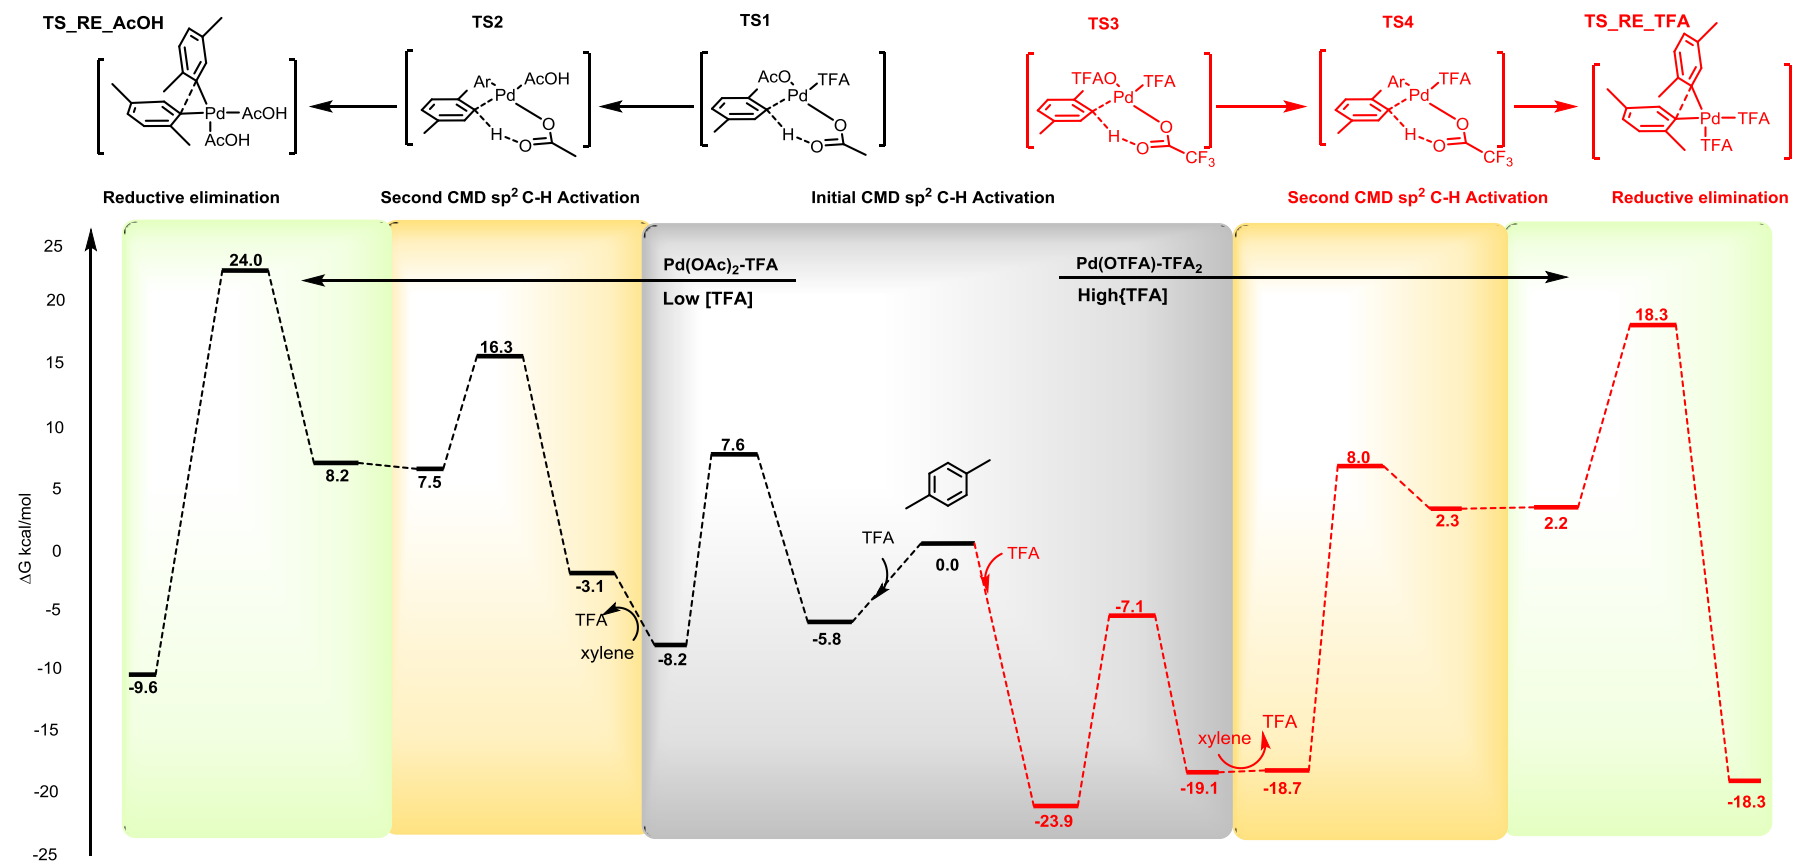 TS_RE_AcOH
TS2
TS1
TS3
TS4
TS_RE_TFA
Pd
AcOH
AcOH
Ar
Pd
AcOH
O
H
O
AcO
Pd
TFA
O
H
O
TFAO
Pd
TFA
O
H
O
CF3
Ar
Pd
TFA
O
H
O
CF3
Pd
TFA
TFA
Reductive elimination
Second CMD sp2 C-H Activation
Initial CMD sp2 C-H Activation
Second CMD sp2 C-H Activation
Reductive elimination
Pd(OAc)2-TFA
Low [TFA]
Pd(OTFA)-TFA2
High{TFA]
ΔG kcal/mol
25
20
15
10
5
0
-5
-10
-15
-20
-25
-9.6
24.0
8.2
7.5
16.3
-3.1
TFA
xylene
-8.2
7.6
-5.8
TFA
0.0
TFA
-23.9
-7.1
-19.1
xylene
TFA
-18.7
8.0
2.3
2.2
18.3
-18.3